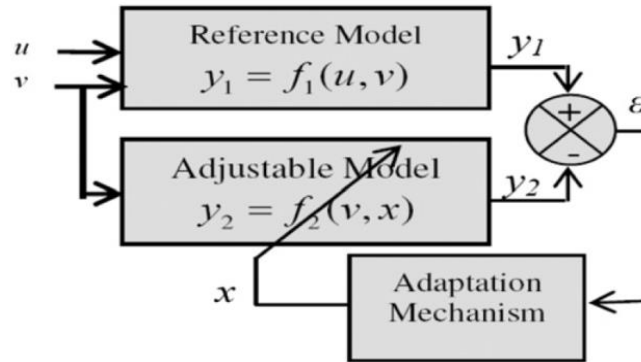 u
v
Reference Model
y₁ = f₁(u, v)
y₁
+
-
ε
Adjustable Model
y₂ = f₂(v, x)
y₂
x
Adaptation
Mechanism